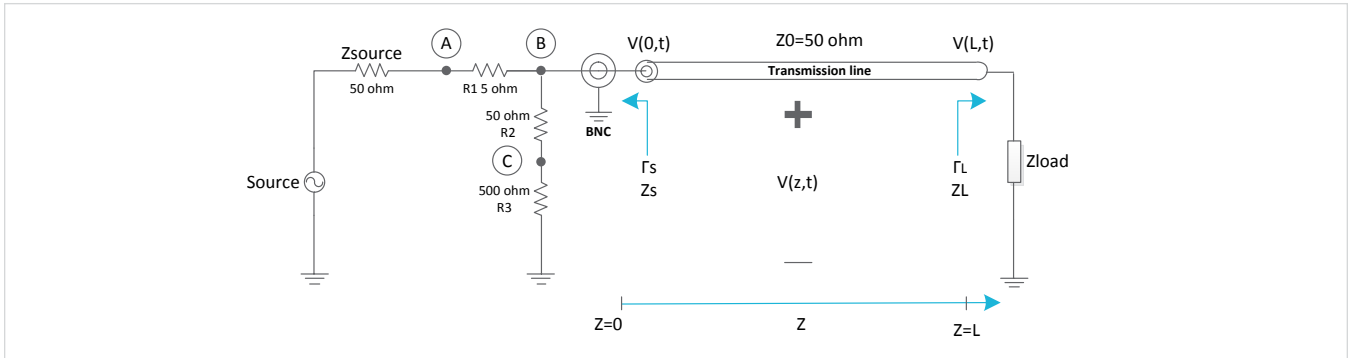 Zsource
50 ohm
A
R1 5 ohm
B
V(0,t)
Z0=50 ohm
V(L,t)
Transmission line
50 ohm
R2
BNC
C
500 ohm
R3
Source
Γs
Zs
V(z,t)
ΓL
ZL
Zload
Z=0
Z
Z=L